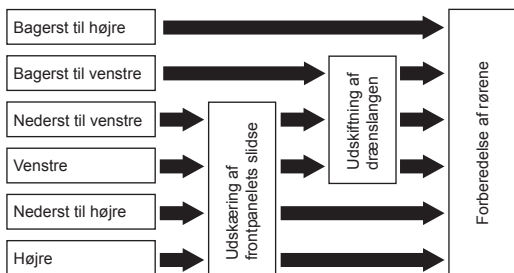 Bagerst til højre
Bagerst til venstre
Nederst til venstre
Venstre
Nederst til højre
Højre
Udskæring af
frontpanelets slidse
Udskiftning af
drænslangen
Forberedelse af rørene